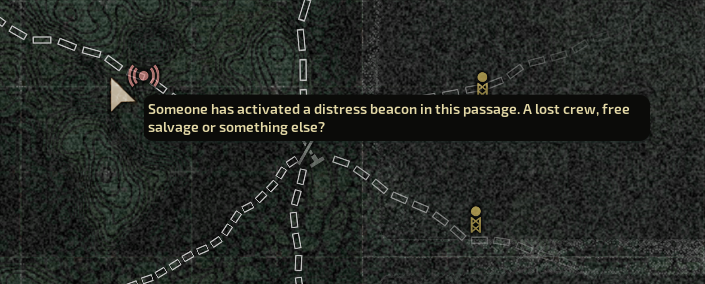 Someone has activated a distress beacon in this passage. A lost crew, free
salvage or something else?